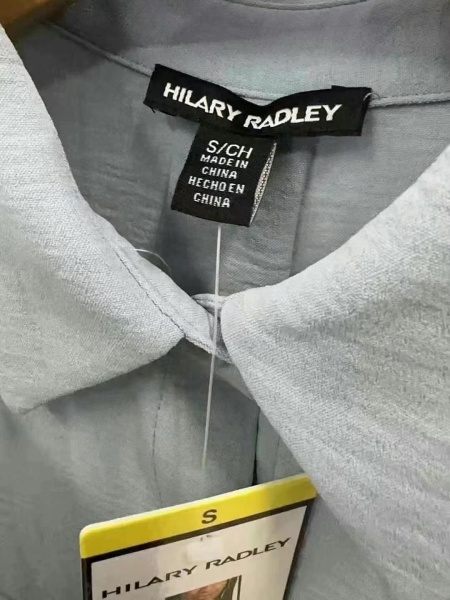 HILARY RADLEY
S/CH
MADE IN
CHINA
HECHO EN
CHINA
S
HILARY RADLEY